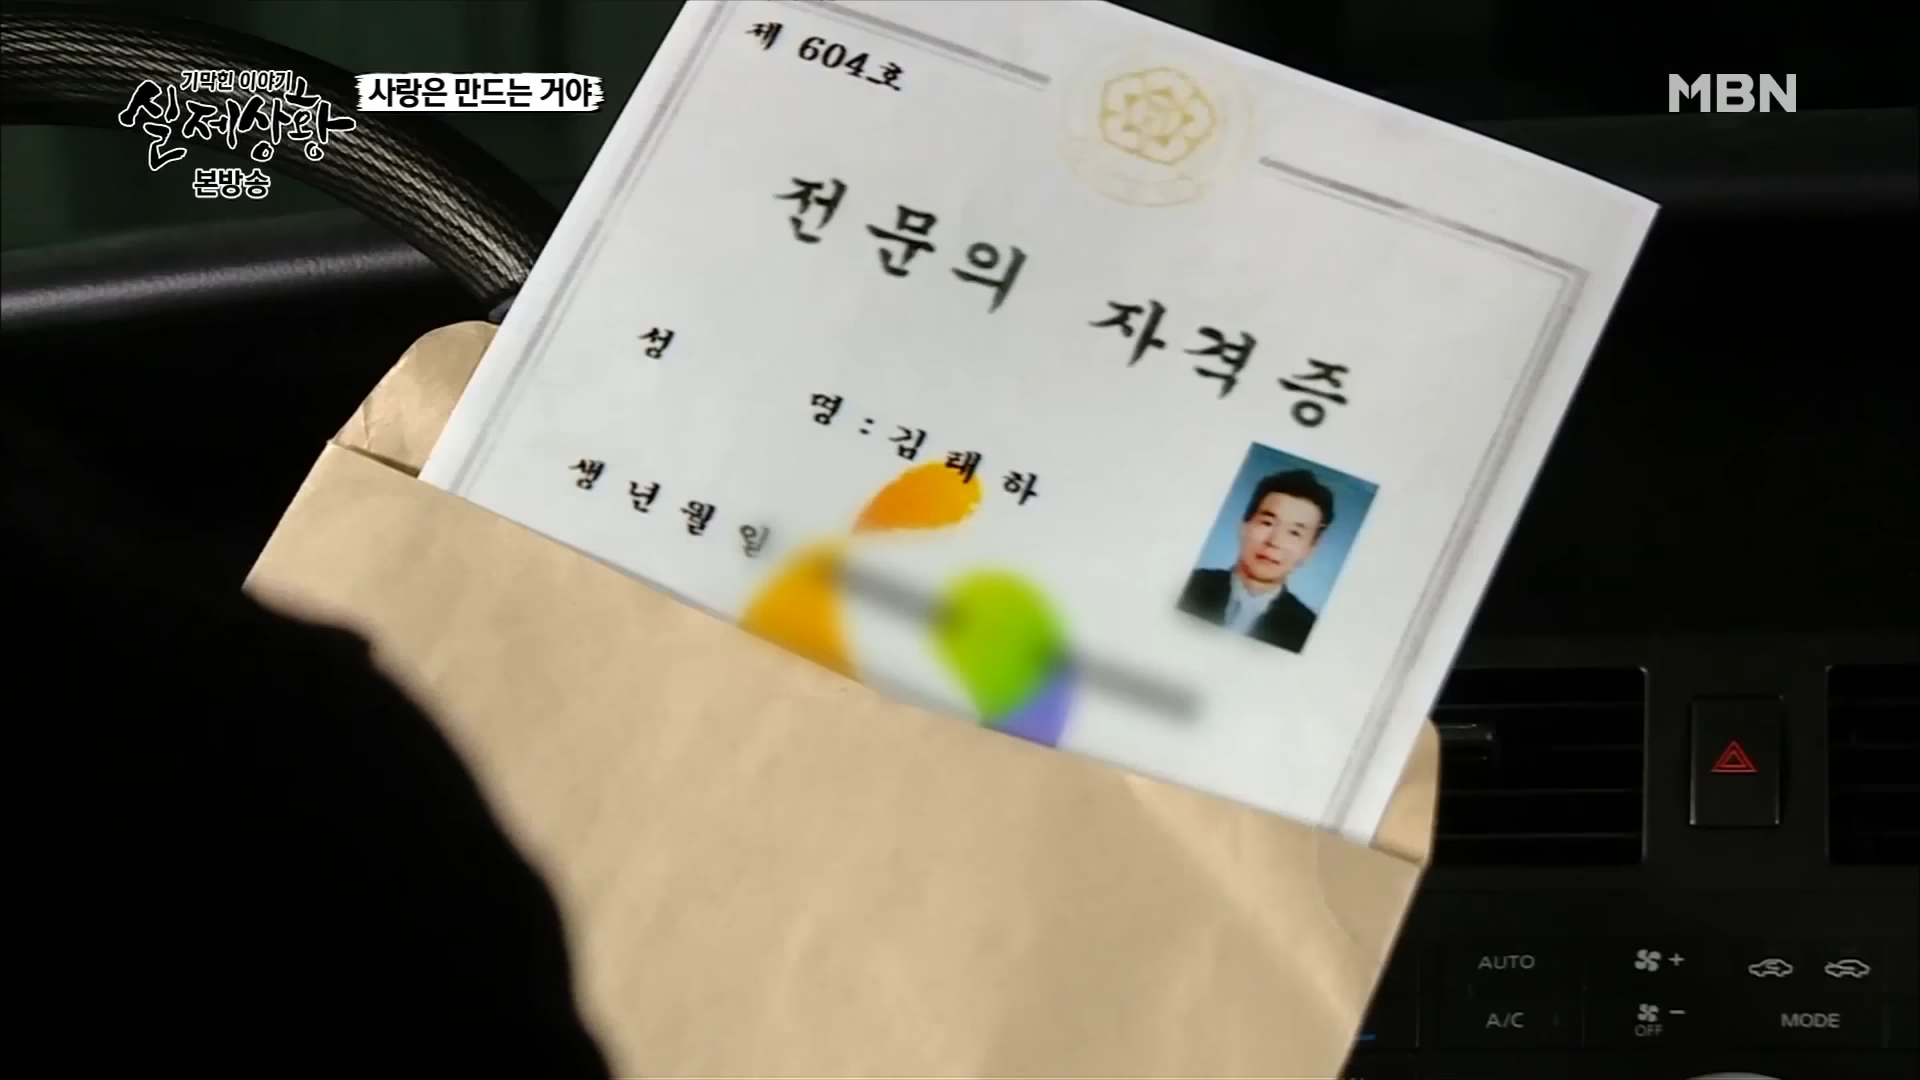 기막힌 이야기
실제상황
본방송
사랑은 만드는 거야
MBN
제 604호
전문의 자격증
성 명 : 김태하
생년월일
AUTO
A/C
OFF
MODE